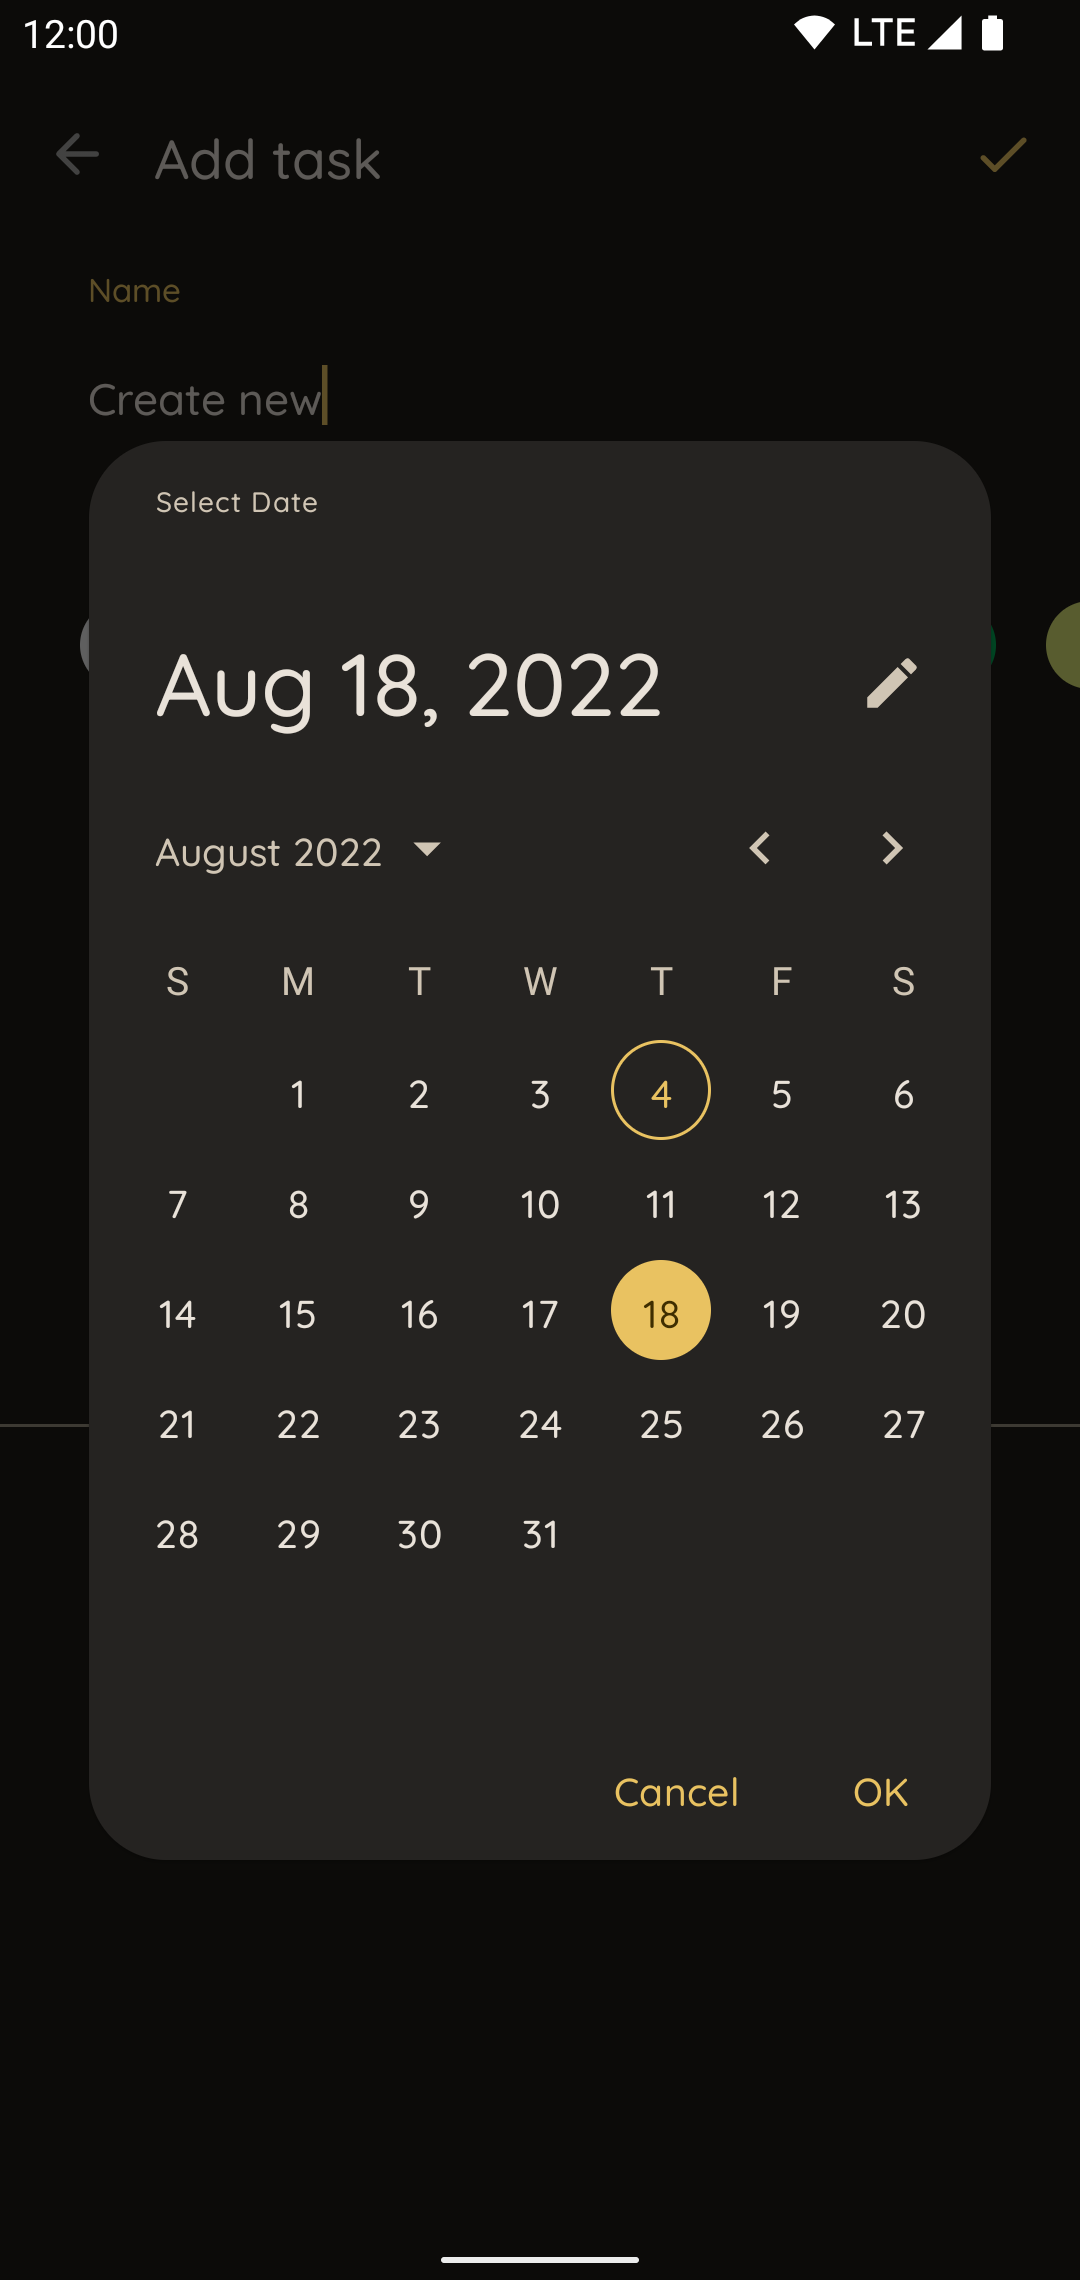 12:00 LTE
Add task
Name
Create new
Select Date
Aug 18, 2022
August 2022
S M T W T F S
1 2 3 4 5 6
7 8 9 10 11 12 13
14 15 16 17 18 19 20
21 22 23 24 25 26 27
28 29 30 31
Cancel OK